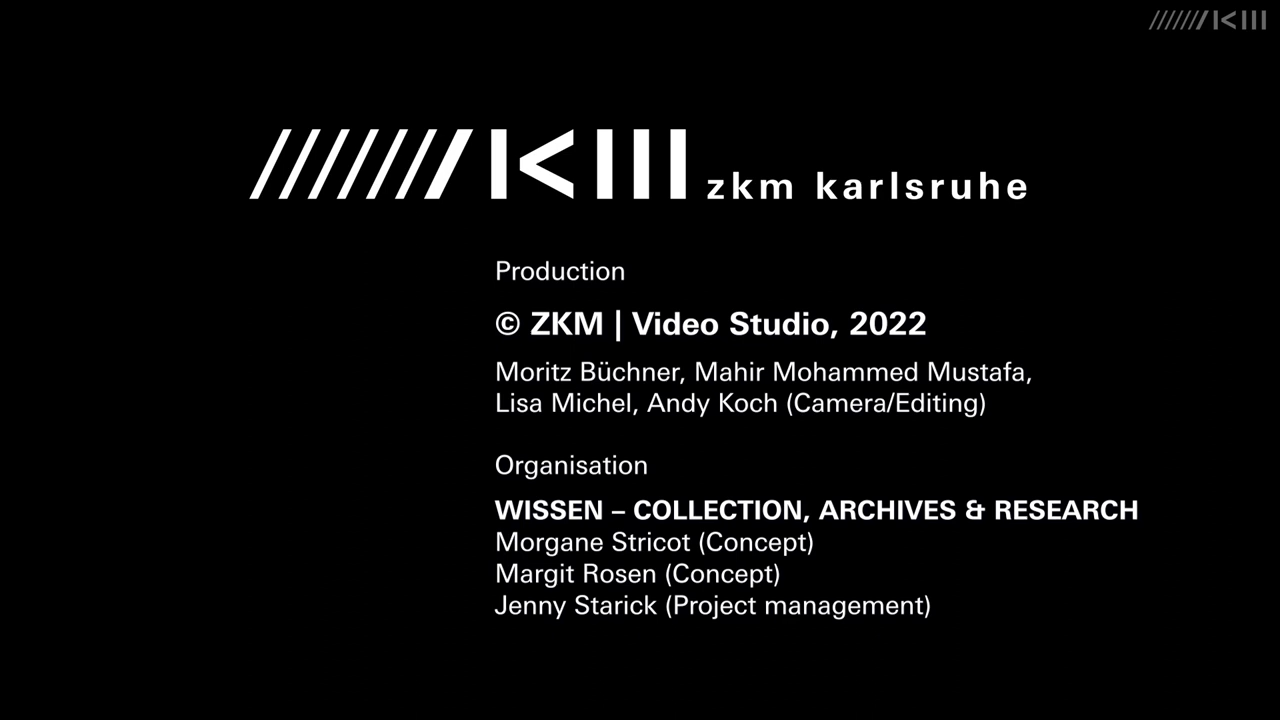 zkm karlsruhe
Production
© ZKM | Video Studio, 2022
Moritz Büchner, Mahir Mohammed Mustafa,
Lisa Michel, Andy Koch (Camera/Editing)
Organisation
WISSEN – COLLECTION, ARCHIVES & RESEARCH
Morgane Stricot (Concept)
Margit Rosen (Concept)
Jenny Starick (Project management)